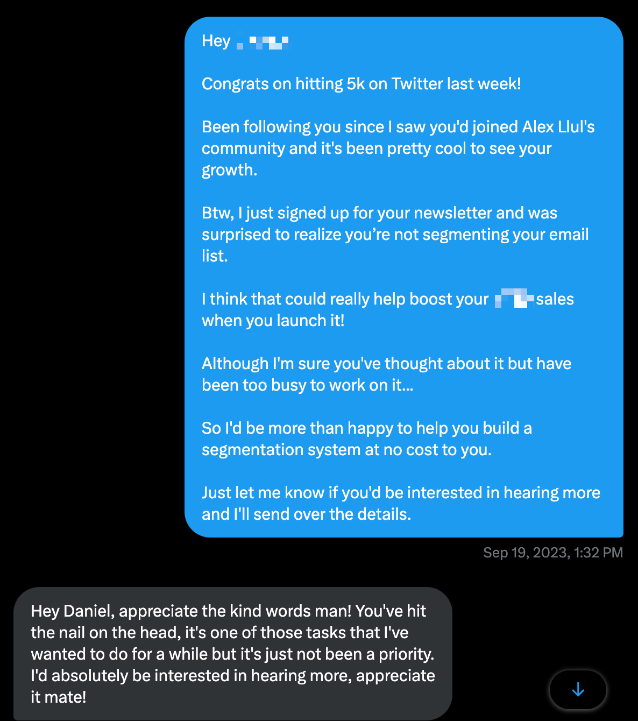 Hey
Congrats on hitting 5k on Twitter last week!
Been following you since I saw you'd joined Alex Llul's
community and it's been pretty cool to see your
growth.
Btw, I just signed up for your newsletter and was
surprised to realize you’re not segmenting your email
list.
I think that could really help boost your sales
when you launch it!
Although I'm sure you've thought about it but have
been too busy to work on it...
So I'd be more than happy to help you build a
segmentation system at no cost to you.
Just let me know if you'd be interested in hearing more
and I'll send over the details.
Sep 19, 2023, 1:32 PM
Hey Daniel, appreciate the kind words man! You've hit
the nail on the head, it's one of those tasks that I've
wanted to do for a while but it's just not been a priority.
I'd absolutely be interested in hearing more, appreciate
it mate!